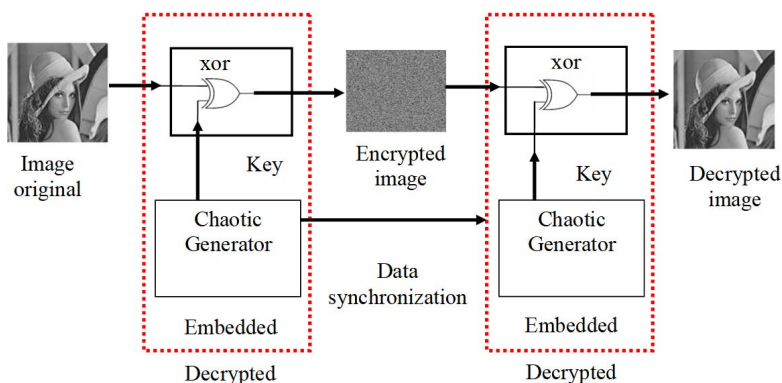 xor
Image
original
Key
Chaotic
Generator
Embedded
Decrypted
Encrypted
image
Data
synchronization
xor
Key
Chaotic
Generator
Embedded
Decrypted
Decrypted
image